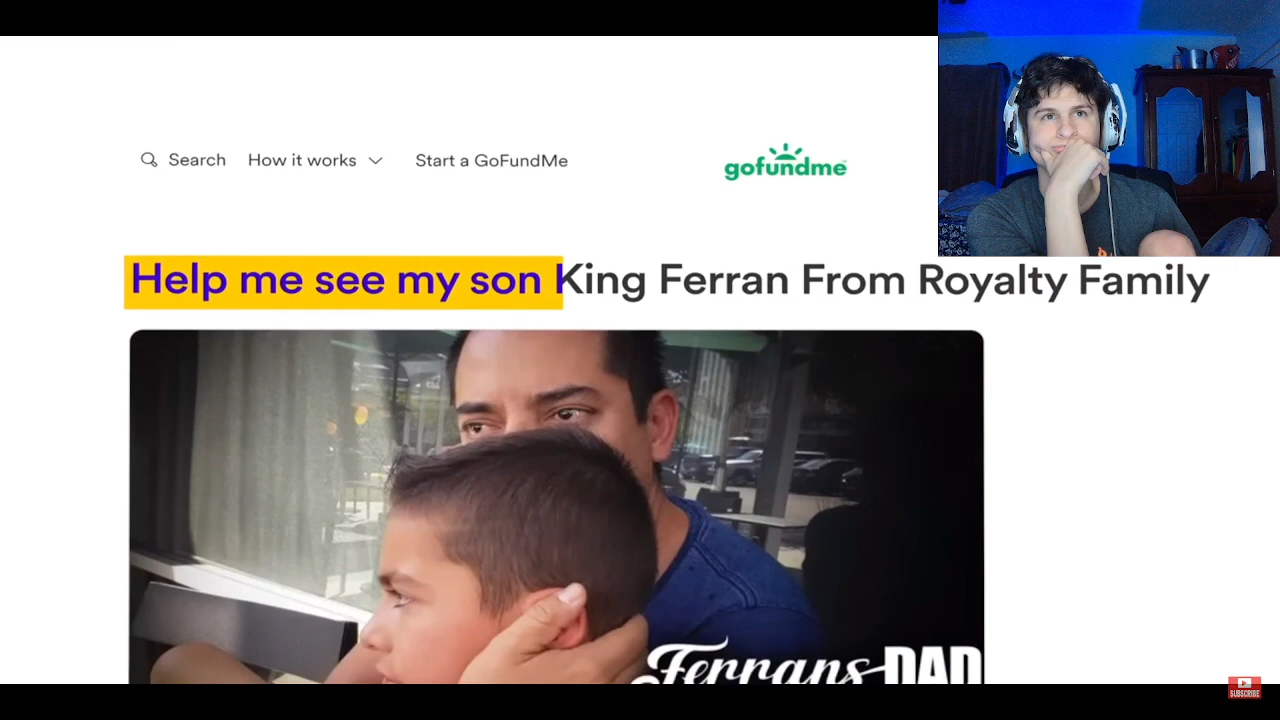 Search How it works Start a GoFundMe gofundme
Help me see my son King Ferran From Royalty Family
Ferrans DAD
SUBSCRIBE